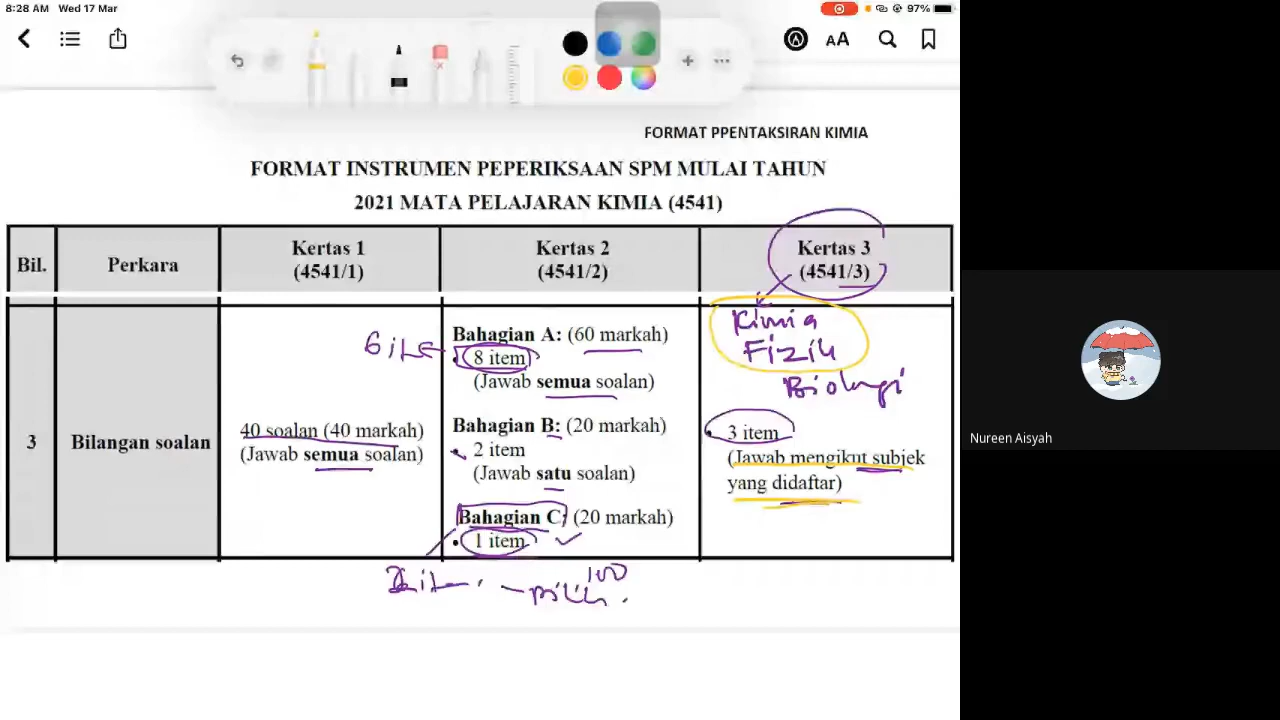 8:28 AM Wed 17 Mar
97%
AA
FORMAT PPENTAKSIRAN KIMIA
FORMAT INSTRUMEN PEPERIKSAAN SPM MULAI TAHUN
2021 MATA PELAJARAN KIMIA (4541)
Bil.
Perkara
Kertas 1
(4541/1)
Kertas 2
(4541/2)
Kertas 3
(4541/3)
3
Bilangan soalan
40 soalan (40 markah)
(Jawab semua soalan)
Bahagian A: (60 markah)
• 8 item
(Jawab semua soalan)
Bahagian B: (20 markah)
• 2 item
(Jawab satu soalan)
Bahagian C: (20 markah)
• 1 item
Kimia
Fizik
Biologi
• 3 item
(Jawab mengikut subjek
yang didaftar)
100
Nureen Aisyah